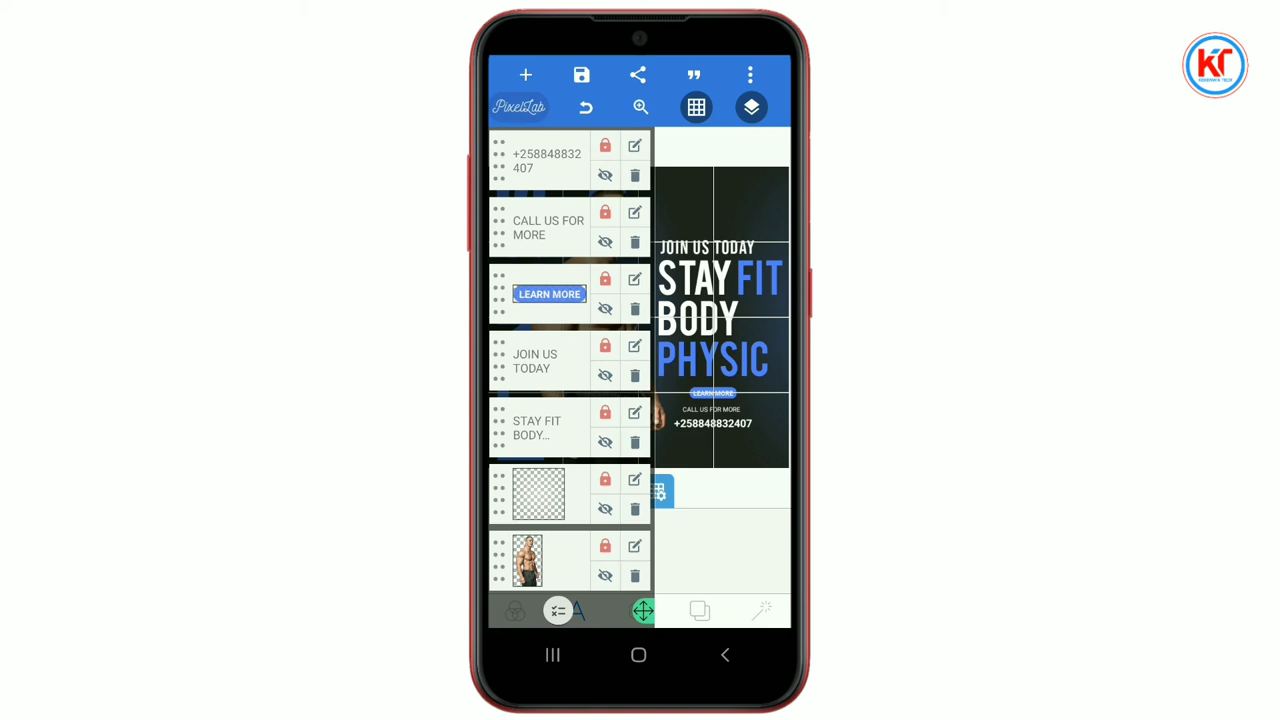 KT
PixelLab
+258848832
407
CALL US FOR
MORE
LEARN MORE
JOIN US
TODAY
STAY FIT
BODY...
JOIN US TODAY
STAY FIT
BODY
PHYSIC
LEARN MORE
CALL US FOR MORE
+258848832407